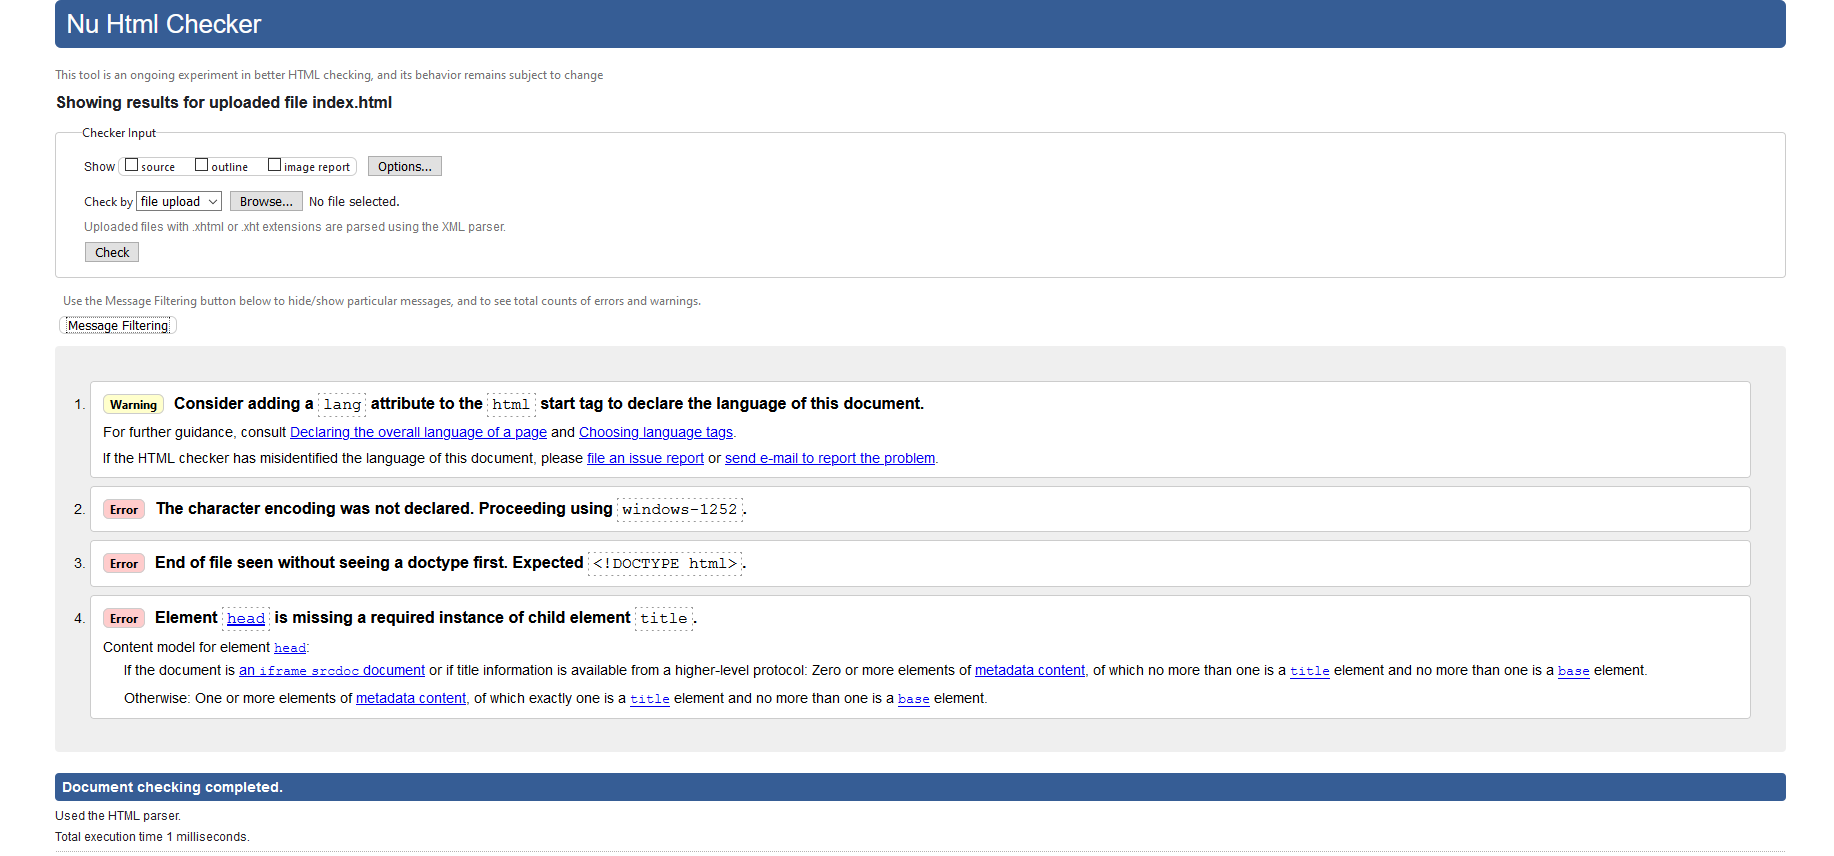 Nu Html Checker
This tool is an ongoing experiment in better HTML checking, and its behavior remains subject to change
Showing results for uploaded file index.html
Checker Input
Show source outline image report Options...
Check by file upload Browse... No file selected.
Uploaded files with .xhtml or .xht extensions are parsed using the XML parser.
Check
Use the Message Filtering button below to hide/show particular messages, and to see total counts of errors and warnings.
Message Filtering
1. Warning Consider adding a lang attribute to the html start tag to declare the language of this document.
For further guidance, consult Declaring the overall language of a page and Choosing language tags.
If the HTML checker has misidentified the language of this document, please file an issue report or send e-mail to report the problem.
2. Error The character encoding was not declared. Proceeding using windows-1252.
3. Error End of file seen without seeing a doctype first. Expected <!DOCTYPE html>.
4. Error Element head is missing a required instance of child element title.
Content model for element head:
If the document is an iframe srcdoc document or if title information is available from a higher-level protocol: Zero or more elements of metadata content, of which no more than one is a title element and no more than one is a base element.
Otherwise: One or more elements of metadata content, of which exactly one is a title element and no more than one is a base element.
Document checking completed.
Used the HTML parser.
Total execution time 1 milliseconds.